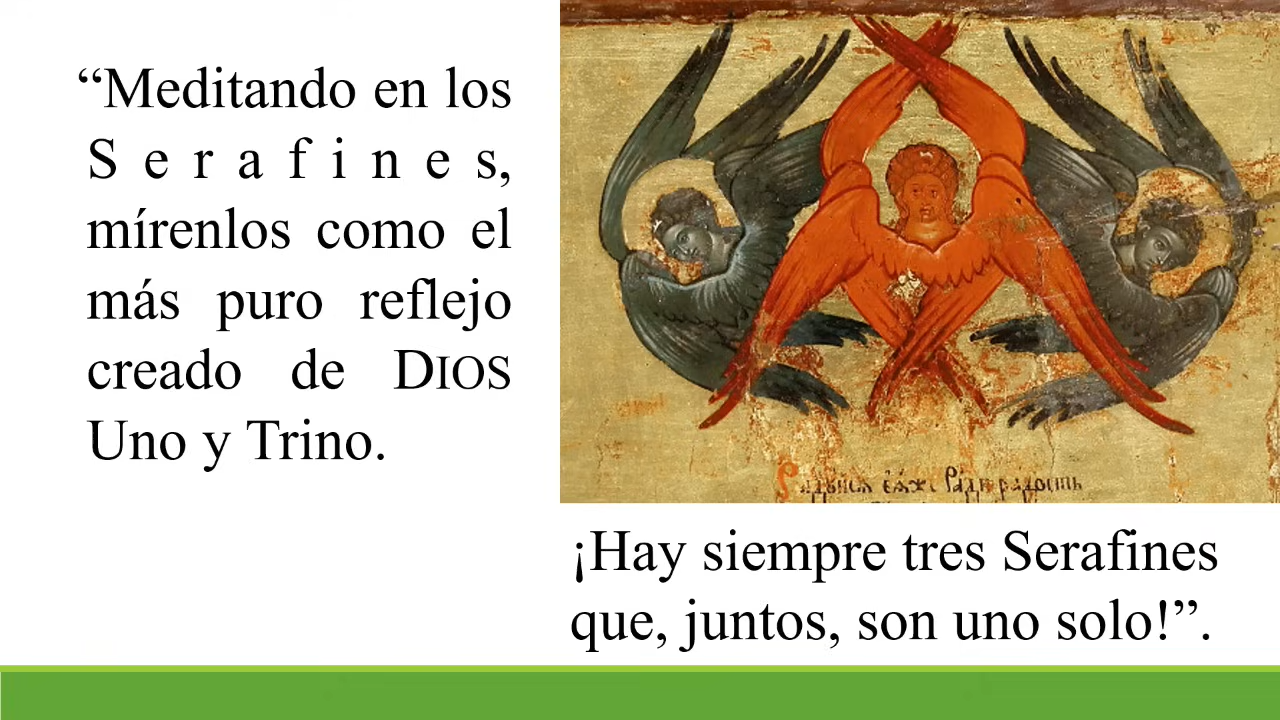 “Meditando en los
Serafines,
mírenlos como el
más puro reflejo
creado de DIOS
Uno y Trino.
¡Hay siempre tres Serafines
que, juntos, son uno solo!”.